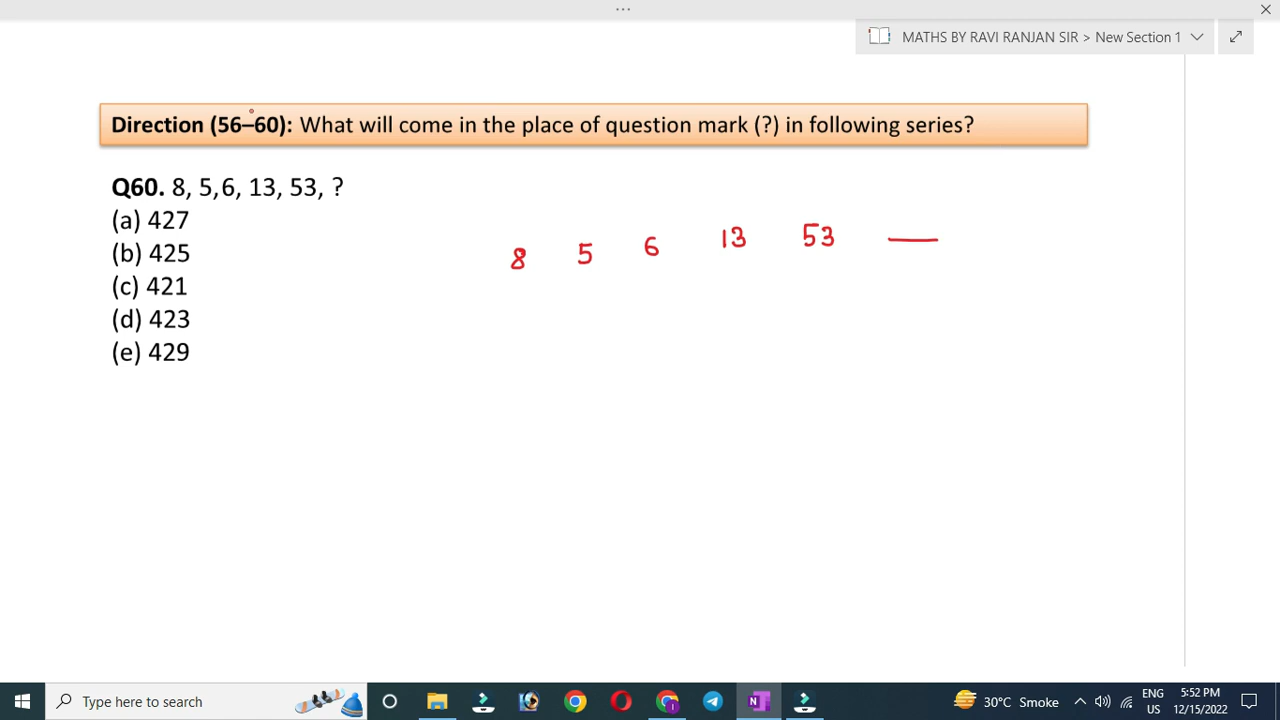 MATHS BY RAVI RANJAN SIR > New Section 1
Direction (56–60): What will come in the place of question mark (?) in following series?
Q60. 8, 5,6, 13, 53, ?
8 5 6 13 53
(a) 427
(b) 425
(c) 421
(d) 423
(e) 429
Type here to search
30°C Smoke
ENG
US
5:52 PM
12/15/2022